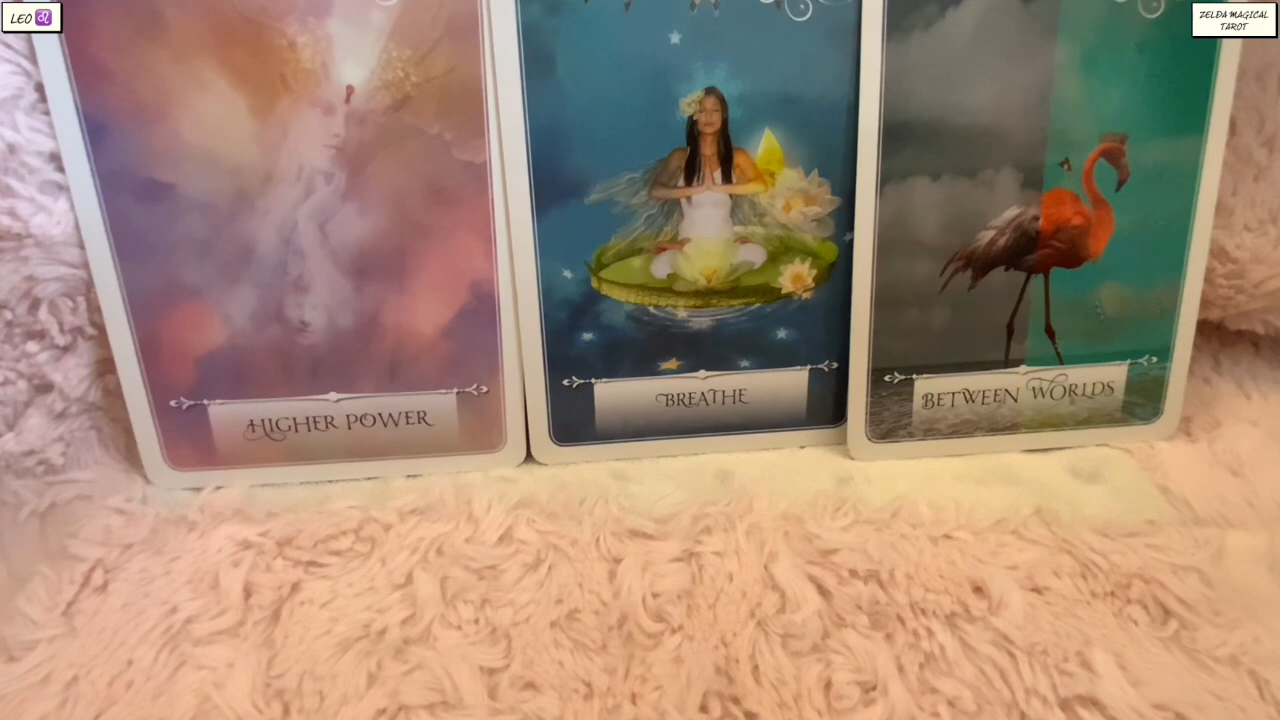 LEO ♌
ZELDA MAGICAL
TAROT
HIGHER POWER
BREATHE
BETWEEN WORLDS